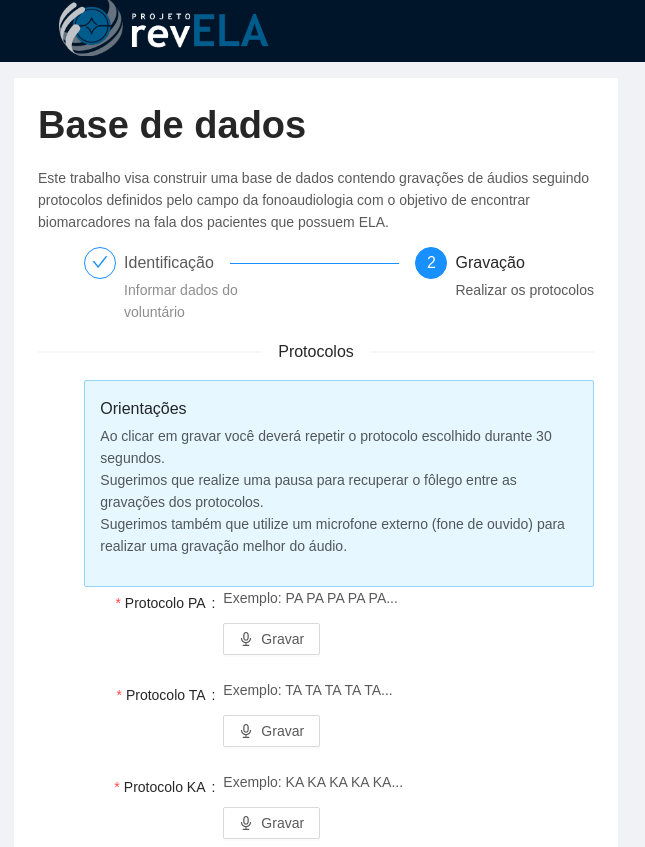 PROJETO
revELA
Base de dados
Este trabalho visa construir uma base de dados contendo gravações de áudios seguindo
protocolos definidos pelo campo da fonoaudiologia com o objetivo de encontrar
biomarcadores na fala dos pacientes que possuem ELA.
Identificação
Informar dados do
voluntário
2 Gravação
Realizar os protocolos
Protocolos
Orientações
Ao clicar em gravar você deverá repetir o protocolo escolhido durante 30
segundos.
Sugerimos que realize uma pausa para recuperar o fôlego entre as
gravações dos protocolos.
Sugerimos também que utilize um microfone externo (fone de ouvido) para
realizar uma gravação melhor do áudio.
* Protocolo PA : Exemplo: PA PA PA PA PA...
Gravar
* Protocolo TA : Exemplo: TA TA TA TA TA...
Gravar
* Protocolo KA : Exemplo: KA KA KA KA KA...
Gravar